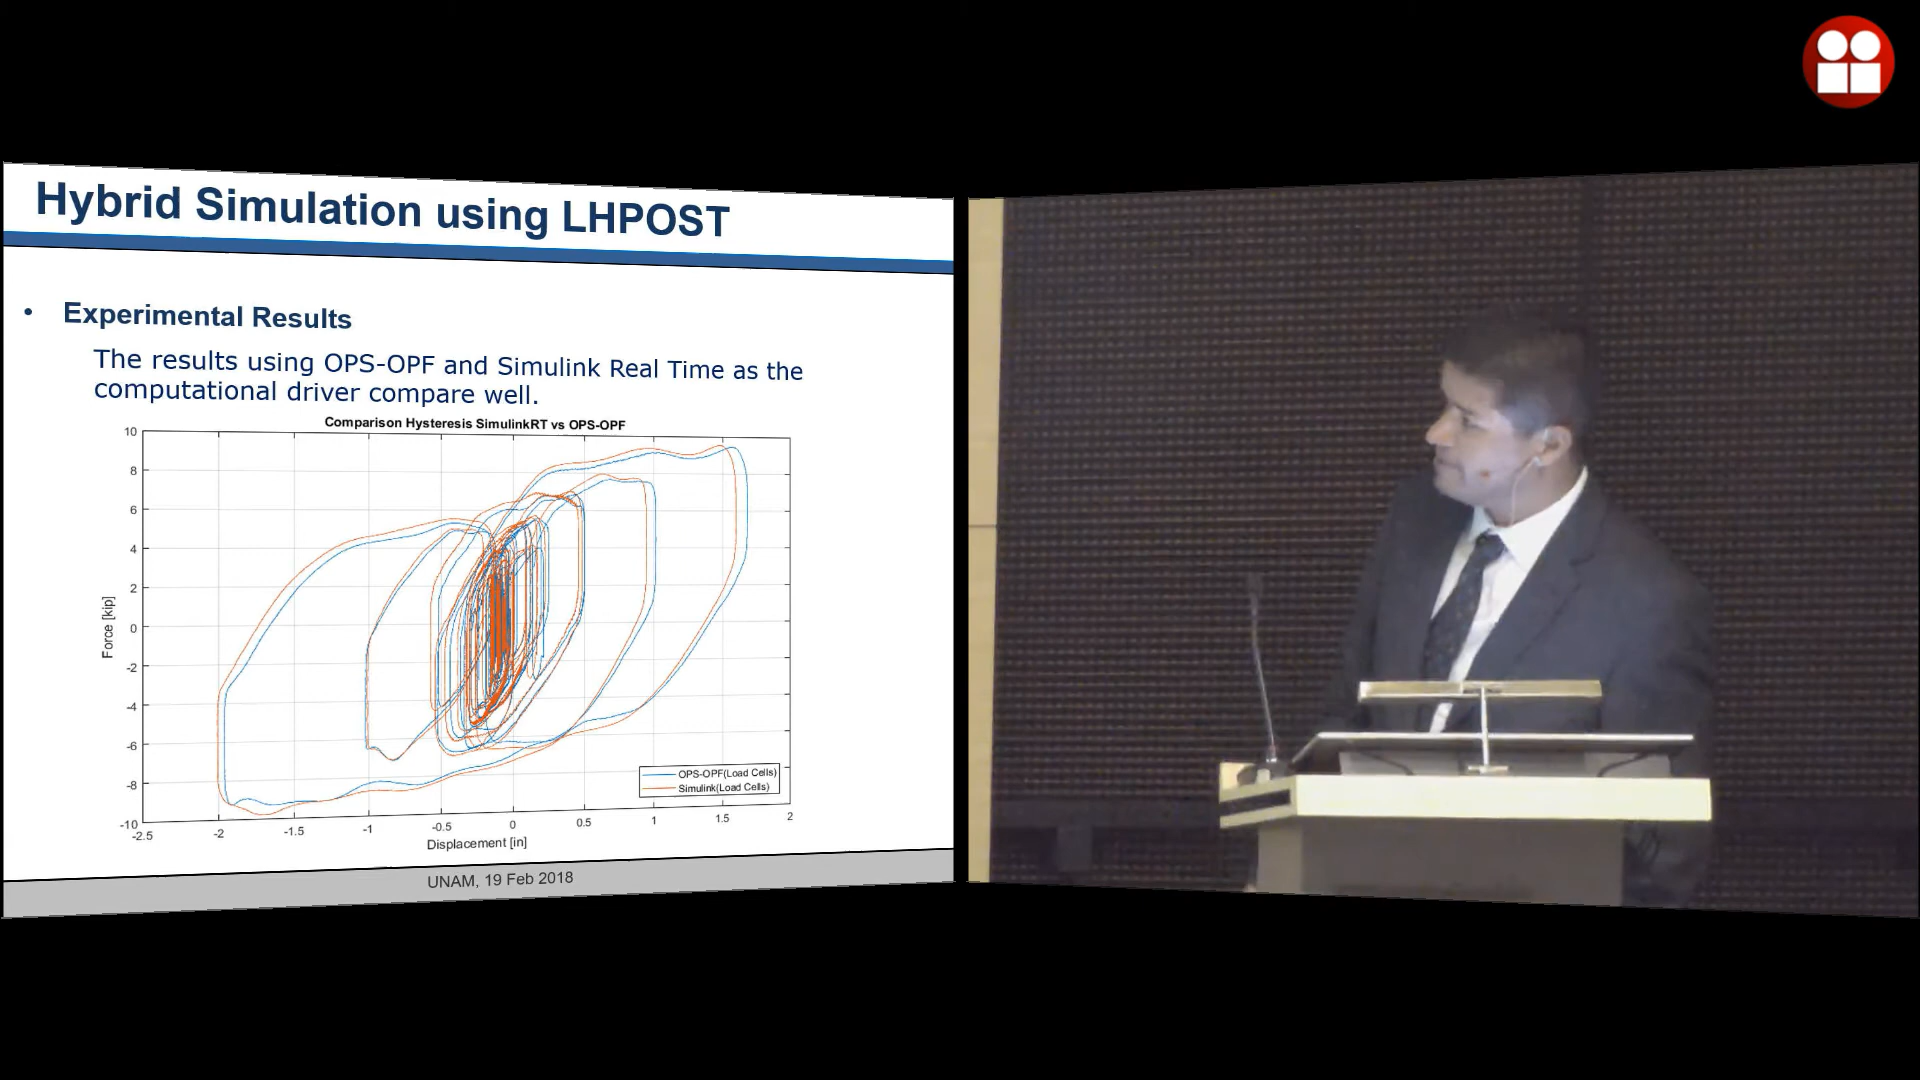 Hybrid Simulation using LHPOST
• Experimental Results
The results using OPS-OPF and Simulink Real Time as the
computational driver compare well.
Comparison Hysteresis SimulinkRT vs OPS-OPF
10
8
6
4
2
0
-2
-4
-6
-8
-10
Force [kip]
-2.5 -2 -1.5 -1 -0.5 0 0.5 1 1.5 2
Displacement [in]
OPS-OPF(Load Cells)
Simulink(Load Cells)
UNAM, 19 Feb 2018